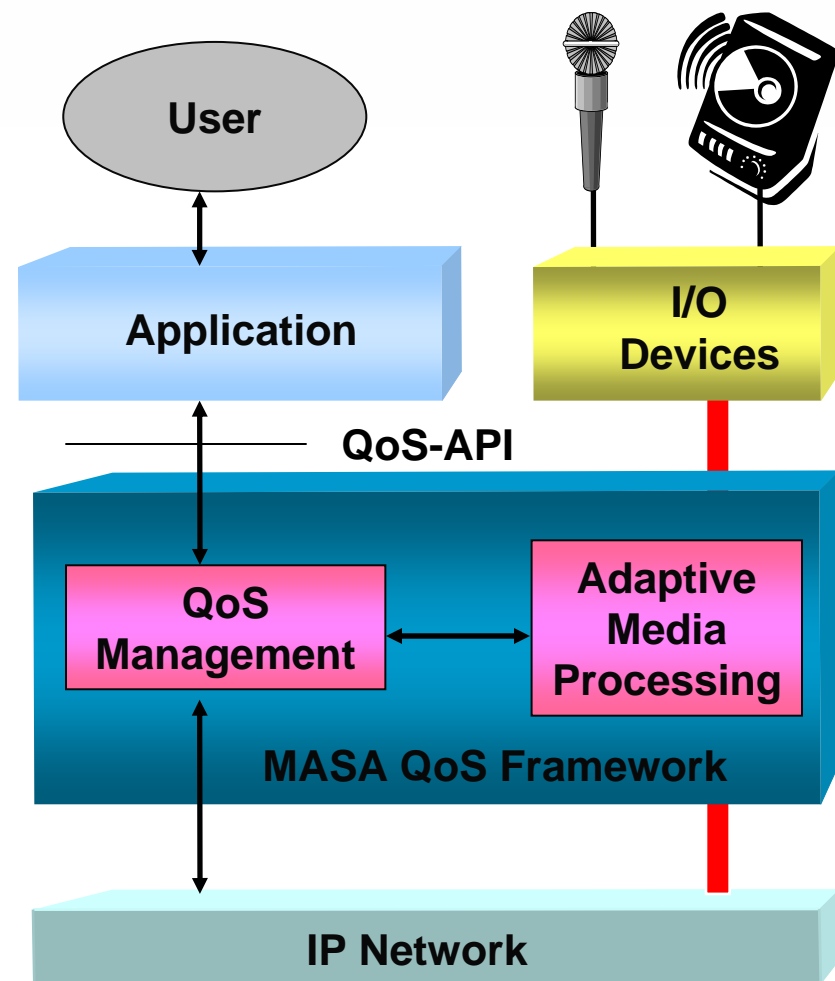 User
Application
I/O
Devices
QoS-API
QoS
Management
Adaptive
Media
Processing
MASA QoS Framework
IP Network